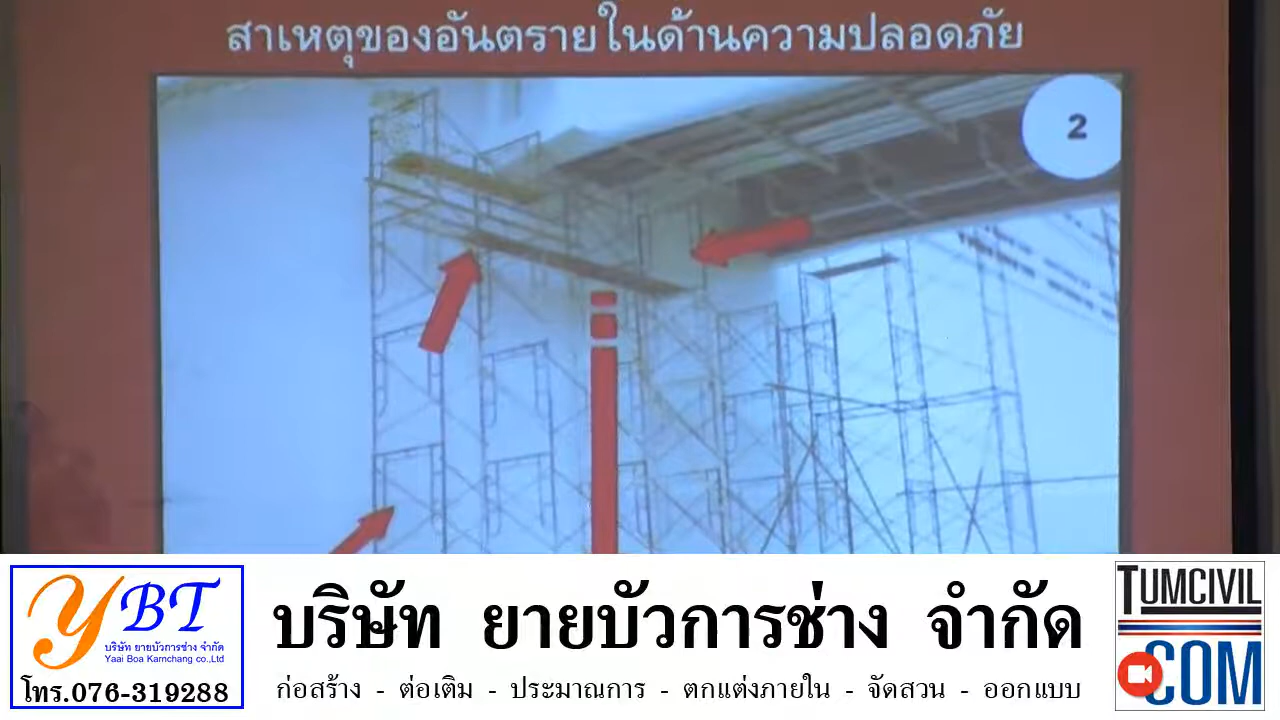 สาเหตุของอันตรายในด้านความปลอดภัย
2
YBT
บริษัท ยายบัวการช่าง จำกัด
Yaai Boa Karnchang co.,Ltd
โทร.076-319288
บริษัท ยายบัวการช่าง จำกัด
ก่อสร้าง - ต่อเติม - ประมาณการ - ตกแต่งภายใน - จัดสวน - ออกแบบ
TUMCIVIL
.COM